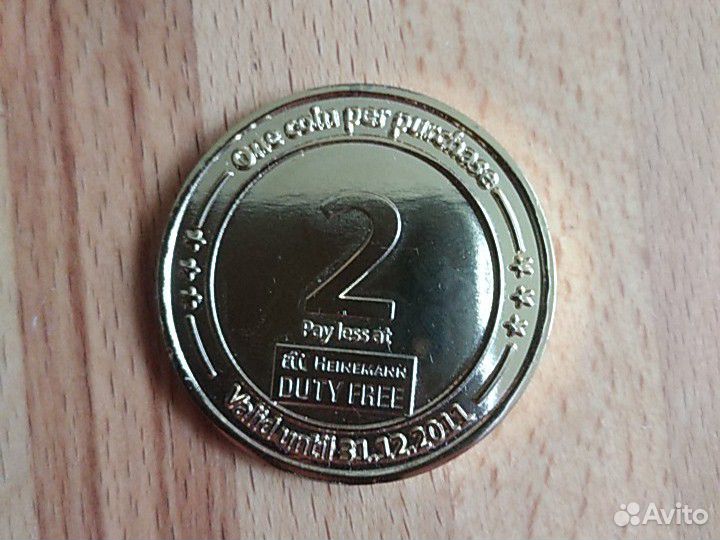 One coin per purchase
2
Pay less at
HEINEMANN
DUTY FREE
Valid until 31.12.2011
Avito